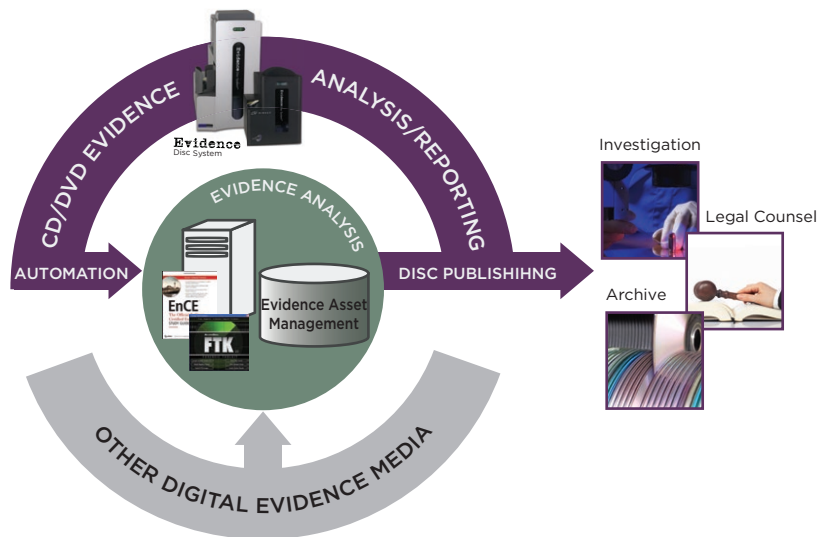 CD/DVD EVIDENCE
ANALYSIS/REPORTING
Evidence
Disc System
EVIDENCE ANALYSIS
AUTOMATION
DISC PUBLISHIHNG
EnCE
FTK
Evidence Asset
Management
OTHER DIGITAL EVIDENCE MEDIA
Investigation
Legal Counsel
Archive